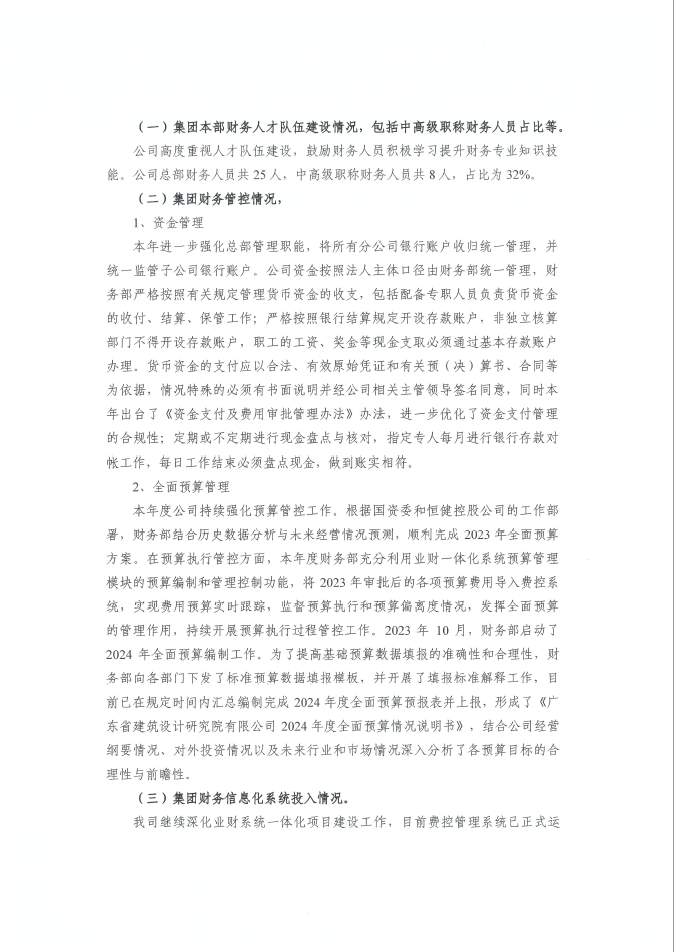 （一）集团本部财务人才队伍建设情况，包括中高级职称财务人员占比等。
公司高度重视人才队伍建设，鼓励财务人员积极学习提升财务专业知识技
能。公司总部财务人员共 25 人，中高级职称财务人员共 8 人，占比为 32%。
（二）集团财务管控情况，
1、资金管理
本年进一步强化总部管理职能，将所有分公司银行账户收归统一管理，并
统一监管子公司银行账户。公司资金按照法人主体口径由财务部统一管理，财
务部严格按照有关规定管理货币资金的收支，包括配备专职人员负责货币资金
的收付、结算、保管工作；严格按照银行结算规定开设存款账户，非独立核算
部门不得开设存款账户，职工的工资、奖金等现金支取必须通过基本存款账户
办理。货币资金的支付应以合法、有效原始凭证和有关预（决）算书、合同等
为依据，情况特殊的必须有书面说明并经公司相关主管领导签名同意，同时本
年出台了《资金支付及费用审批管理办法》办法，进一步优化了资金支付管理
的合规性；定期或不定期进行现金盘点与核对，指定专人每月进行银行存款对
帐工作，每日工作结束必须盘点现金，做到账实相符。
2、全面预算管理
本年度公司持续强化预算管控工作。根据国资委和恒健控股公司的工作部
署，财务部结合历史数据分析与未来经营情况预测，顺利完成 2023 年全面预算
方案。在预算执行管控方面，本年度财务部充分利用业财一体化系统预算管理
模块的预算编制和管理控制功能，将 2023 年审批后的各项预算费用导入费控系
统，实现费用预算实时跟踪，监督预算执行和预算偏离度情况，发挥全面预算
的管理作用，持续开展预算执行过程管控工作。2023 年 10 月，财务部启动了
2024 年全面预算编制工作。为了提高基础预算数据填报的准确性和合理性，财
务部向各部门下发了标准预算数据填报模板，并开展了填报标准解释工作，目
前已在规定时间内汇总编制完成 2024 年度全面预算预报表并上报，形成了《广
东省建筑设计研究院有限公司 2024 年度全面预算情况说明书》，结合公司经营
纲要情况、对外投资情况以及未来行业和市场情况深入分析了各预算目标的合
理性与前瞻性。
（三）集团财务信息化系统投入情况。
我司继续深化业财系统一体化项目建设工作，目前费控管理系统已正式运